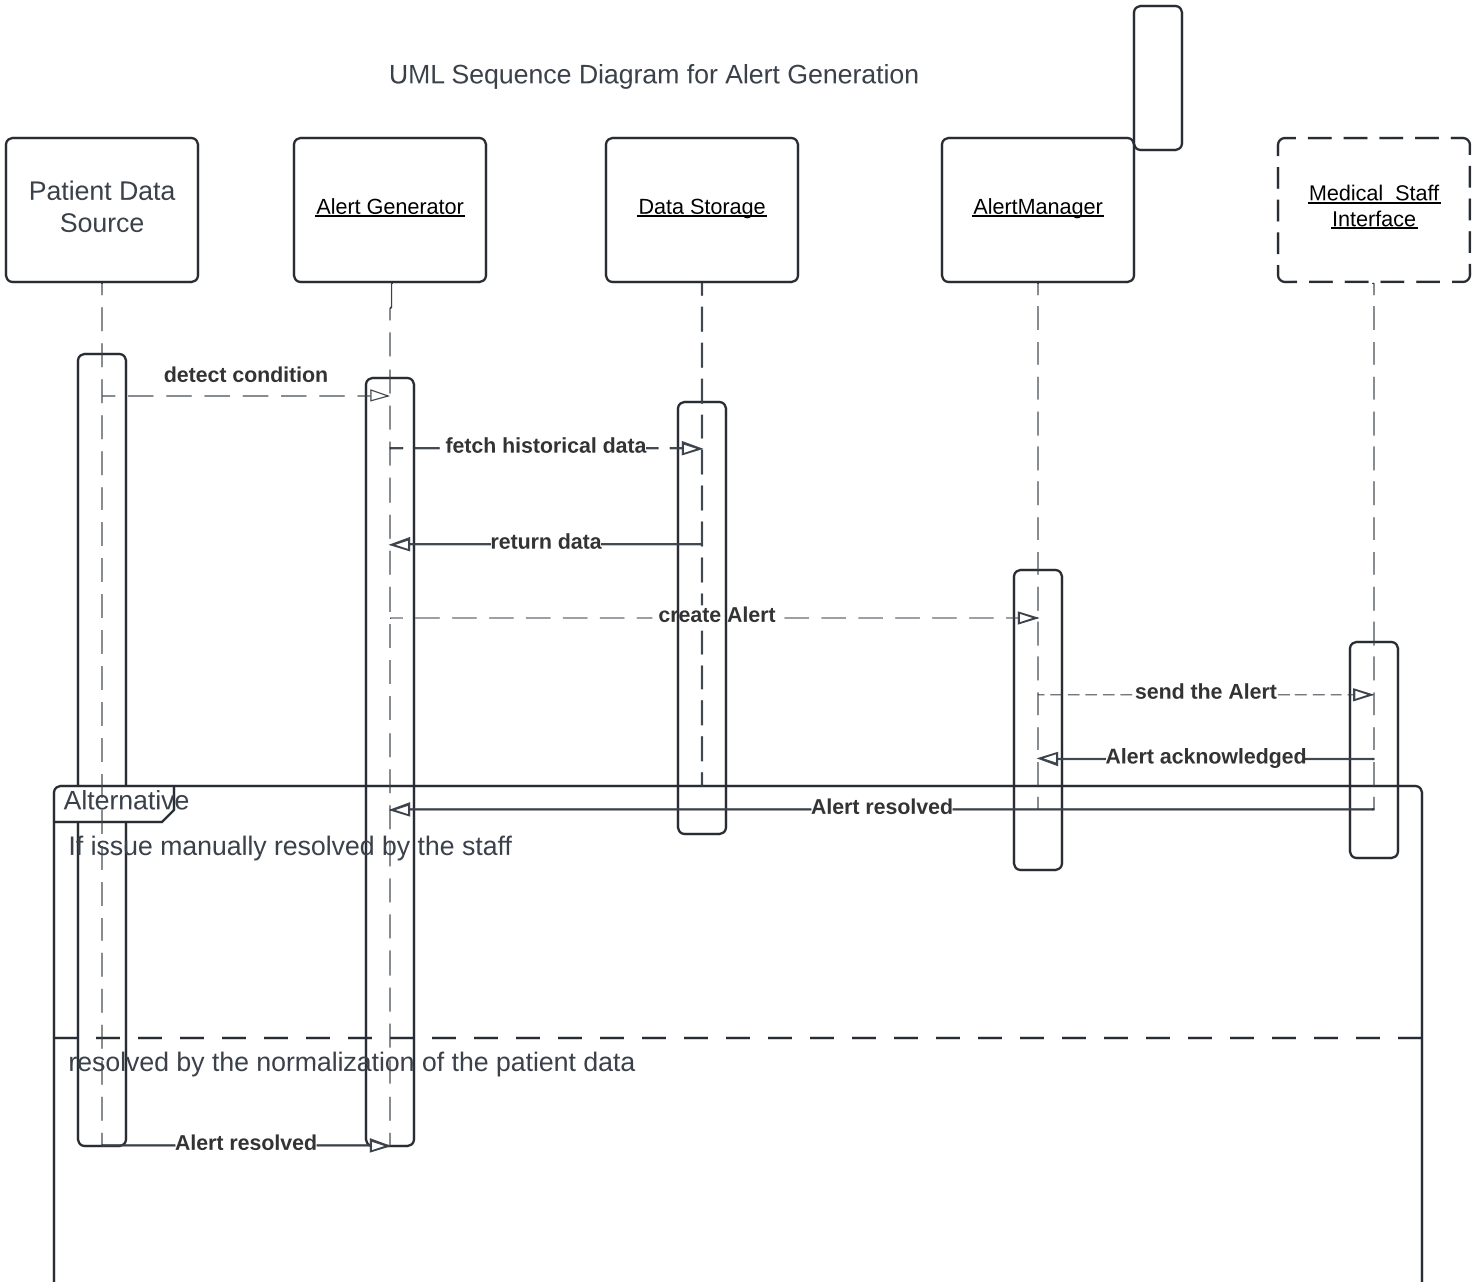 UML Sequence Diagram for Alert Generation
Patient Data
Source
Alert Generator
Data Storage
AlertManager
Medical  Staff
Interface
detect condition
fetch historical data
return data
create Alert
send the Alert
Alert acknowledged
Alternative
Alert resolved
If issue manually resolved by the staff
resolved by the normalization of the patient data
Alert resolved